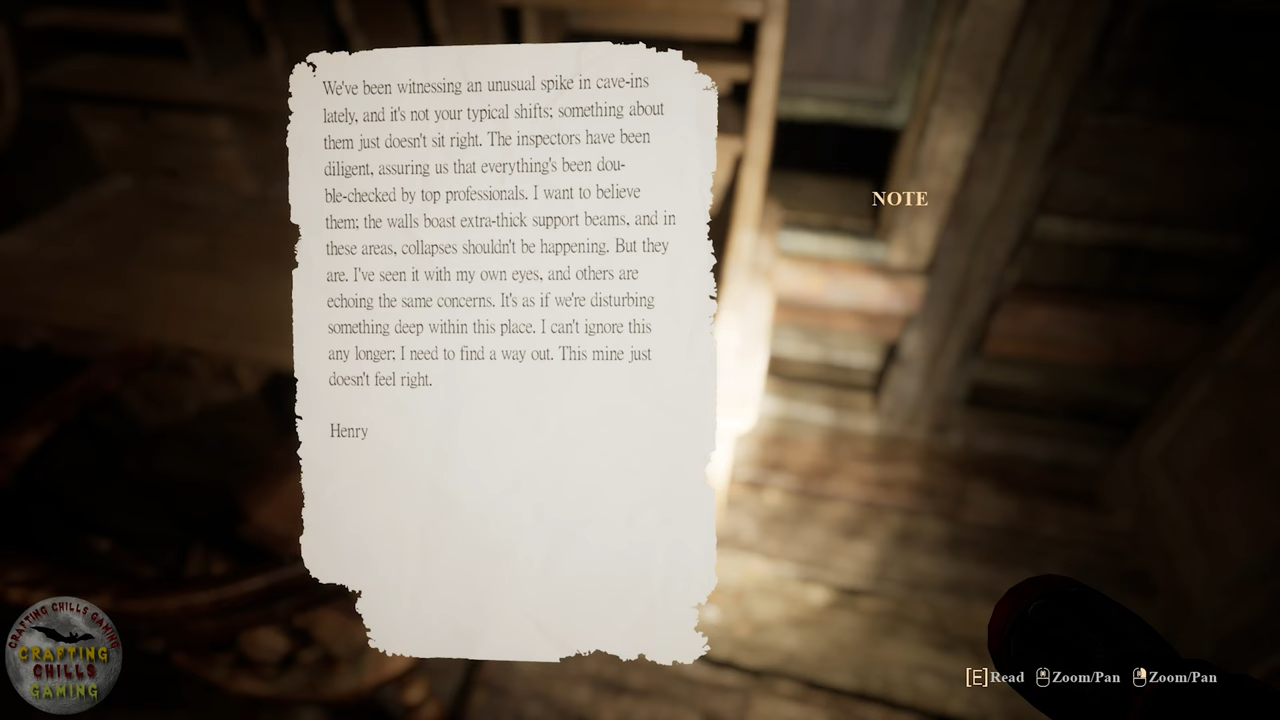 We've been witnessing an unusual spike in cave-ins
lately, and it's not your typical shifts; something about
them just doesn't sit right. The inspectors have been
diligent, assuring us that everything's been dou-
ble-checked by top professionals. I want to believe
them; the walls boast extra-thick support beams, and in
these areas, collapses shouldn't be happening. But they
are. I've seen it with my own eyes, and others are
echoing the same concerns. It's as if we're disturbing
something deep within this place. I can't ignore this
any longer; I need to find a way out. This mine just
doesn't feel right.
Henry
NOTE
[E] Read Zoom/Pan Zoom/Pan
CRAFTING CHILLS GAMING
CRAFTING
CHILLS
GAMING